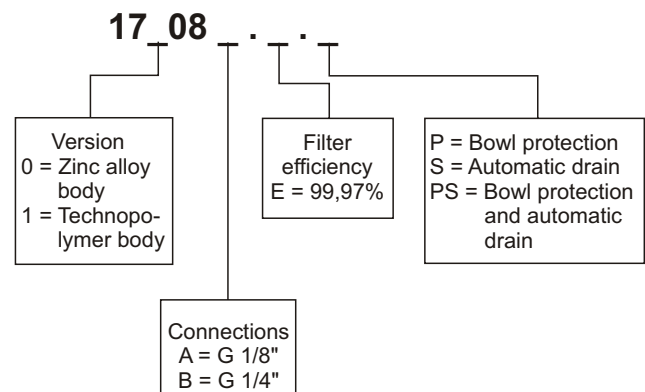 17_08 _ . _ . _
Version
0 = Zinc alloy
body
1 = Technopo-
lymer body
Filter
efficiency
E = 99,97%
P = Bowl protection
S = Automatic drain
PS = Bowl protection
and automatic
drain
Connections
A = G 1/8"
B = G 1/4"